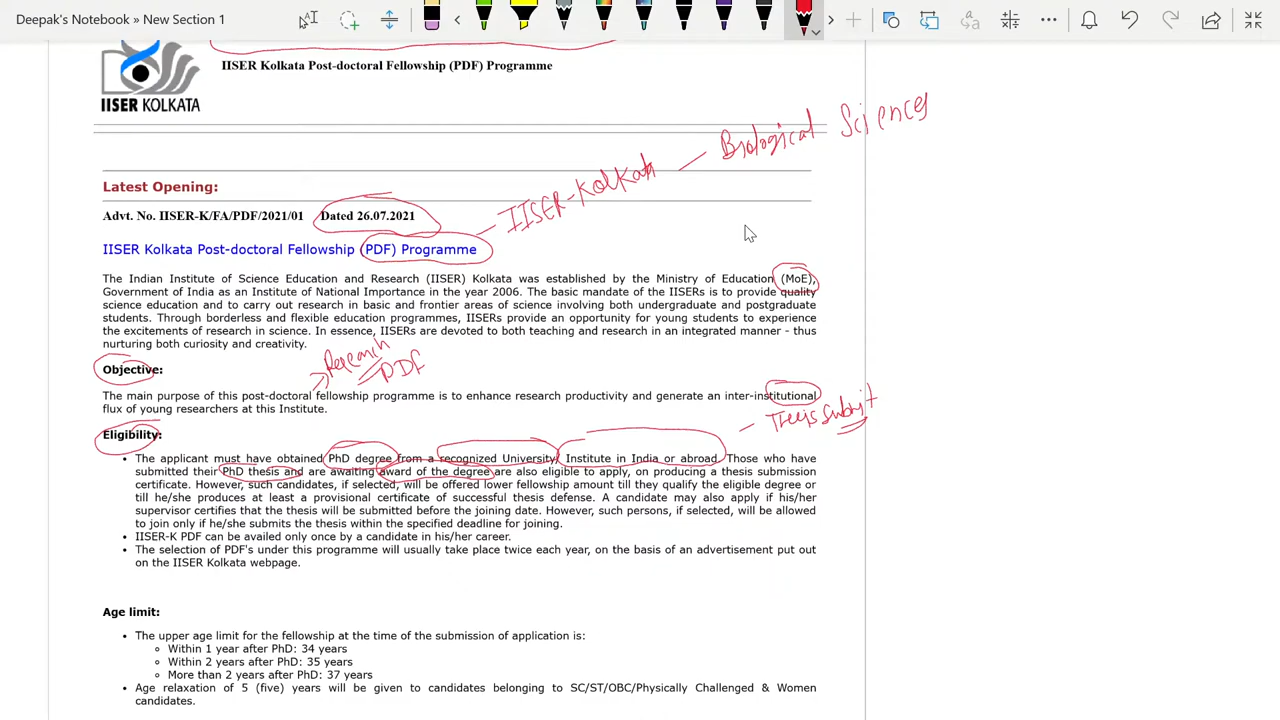 Deepak's Notebook » New Section 1
IISER Kolkata Post-doctoral Fellowship (PDF) Programme
IISER KOLKATA
Biological Sciences
IISER-Kolkata
Latest Opening:
Advt. No. IISER-K/FA/PDF/2021/01 Dated 26.07.2021
IISER Kolkata Post-doctoral Fellowship (PDF) Programme
The Indian Institute of Science Education and Research (IISER) Kolkata was established by the Ministry of Education (MoE),
Government of India as an Institute of National Importance in the year 2006. The basic mandate of the IISERs is to provide quality
science education and to carry out research in basic and frontier areas of science involving both undergraduate and postgraduate
students. Through borderless and flexible education programmes, IISERs provide an opportunity for young students to experience
the excitements of research in science. In essence, IISERs are devoted to both teaching and research in an integrated manner - thus
nurturing both curiosity and creativity.
Research
PDF
Objective:
The main purpose of this post-doctoral fellowship programme is to enhance research productivity and generate an inter-institutional
flux of young researchers at this Institute.
Thesis submit
Eligibility:
• The applicant must have obtained PhD degree from a recognized University/Institute in India or abroad. Those who have
submitted their PhD thesis and are awaiting award of the degree are also eligible to apply, on producing a thesis submission
certificate. However, such candidates, if selected, will be offered lower fellowship amount till they qualify the eligible degree or
till he/she produces at least a provisional certificate of successful thesis defense. A candidate may also apply if his/her
supervisor certifies that the thesis will be submitted before the joining date. However, such persons, if selected, will be allowed
to join only if he/she submits the thesis within the specified deadline for joining.
• IISER-K PDF can be availed only once by a candidate in his/her career.
• The selection of PDF's under this programme will usually take place twice each year, on the basis of an advertisement put out
on the IISER Kolkata webpage.
Age limit:
• The upper age limit for the fellowship at the time of the submission of application is:
Within 1 year after PhD: 34 years
Within 2 years after PhD: 35 years
More than 2 years after PhD: 37 years
• Age relaxation of 5 (five) years will be given to candidates belonging to SC/ST/OBC/Physically Challenged & Women
candidates.